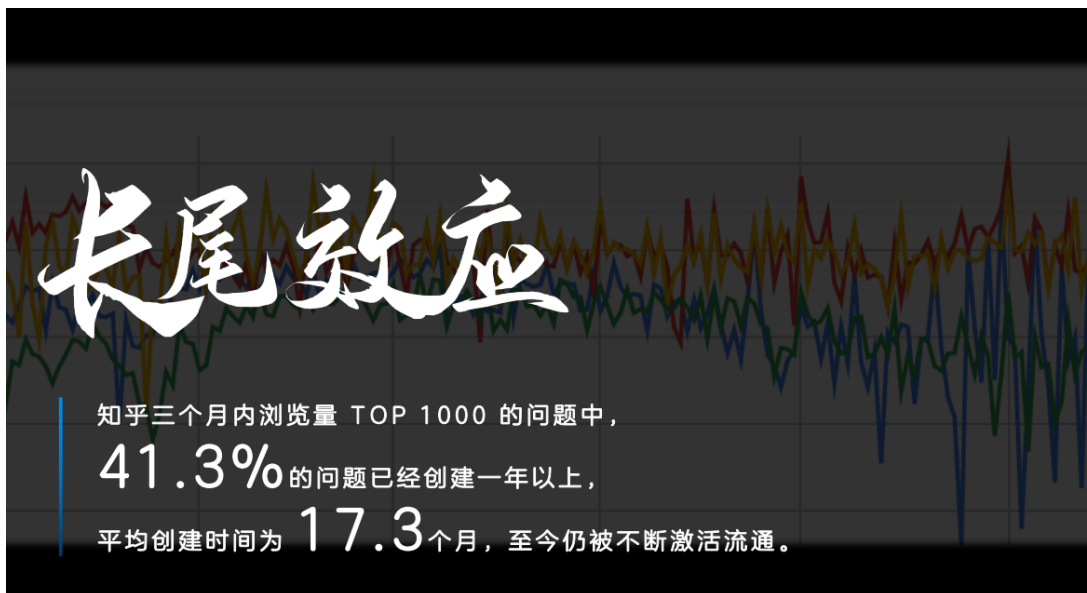 长尾效应
知乎三个月内浏览量 TOP 1000 的问题中，
41.3%的问题已经创建一年以上，
平均创建时间为 17.3个月，至今仍被不断激活流通。